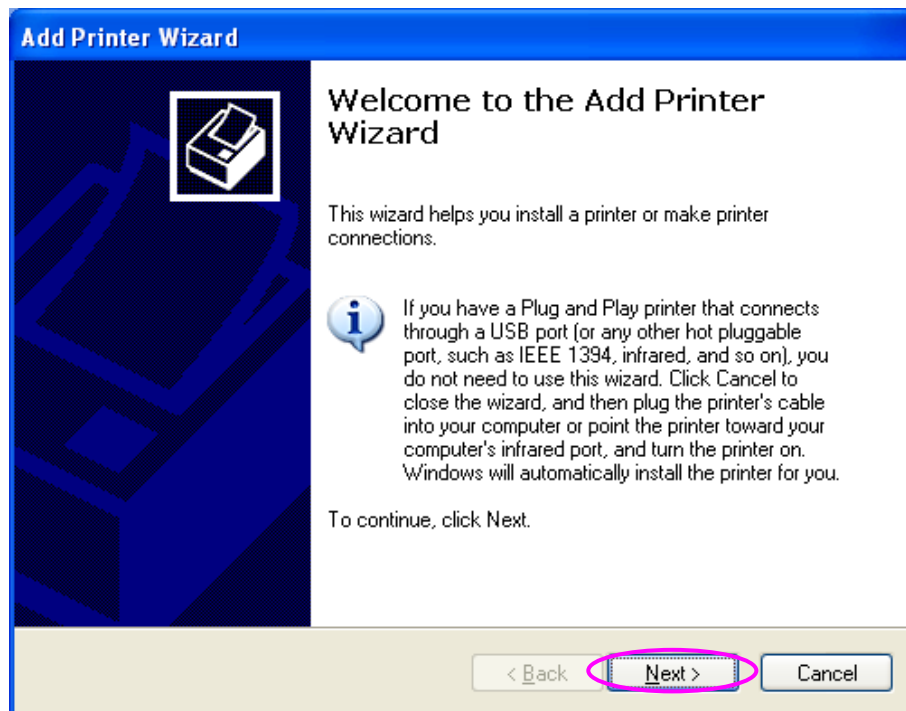 Add Printer Wizard
Welcome to the Add Printer
Wizard
This wizard helps you install a printer or make printer
connections.
If you have a Plug and Play printer that connects
through a USB port (or any other hot pluggable
port, such as IEEE 1394, infrared, and so on), you
do not need to use this wizard. Click Cancel to
close the wizard, and then plug the printer's cable
into your computer or point the printer toward your
computer's infrared port, and turn the printer on.
Windows will automatically install the printer for you.
To continue, click Next.
< Back Next > Cancel